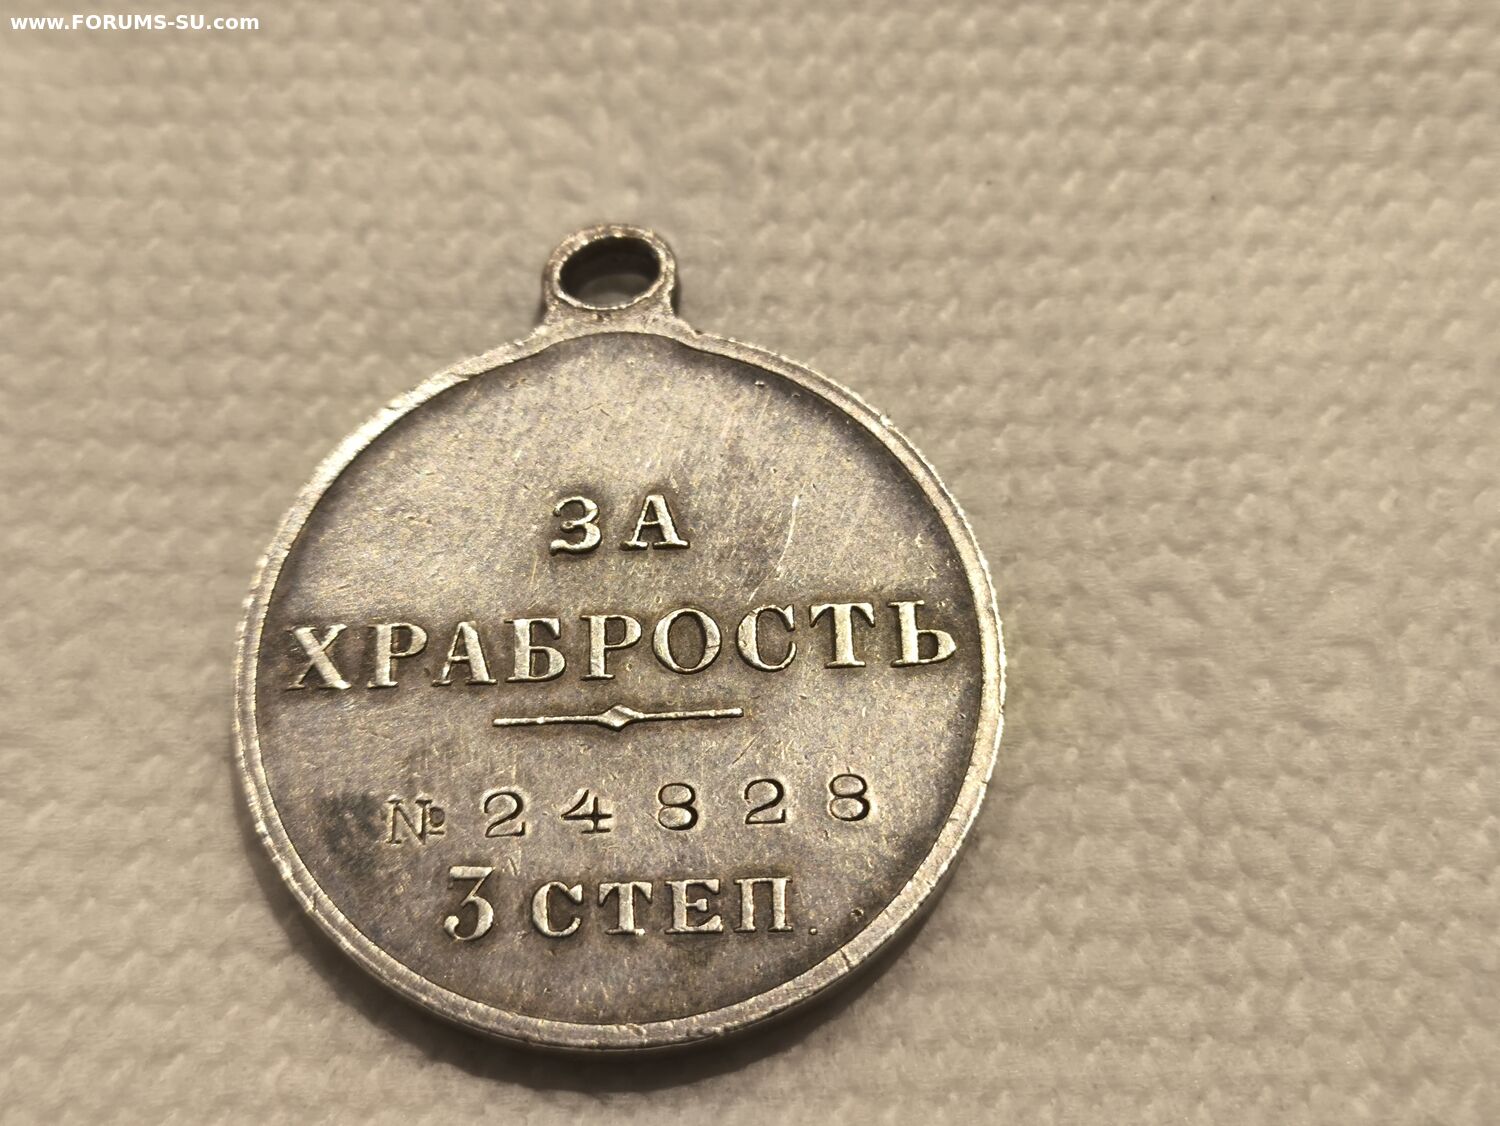 www.FORUMS-SU.com
ЗА
ХРАБРОСТЬ
№ 24828
3 СТЕП.